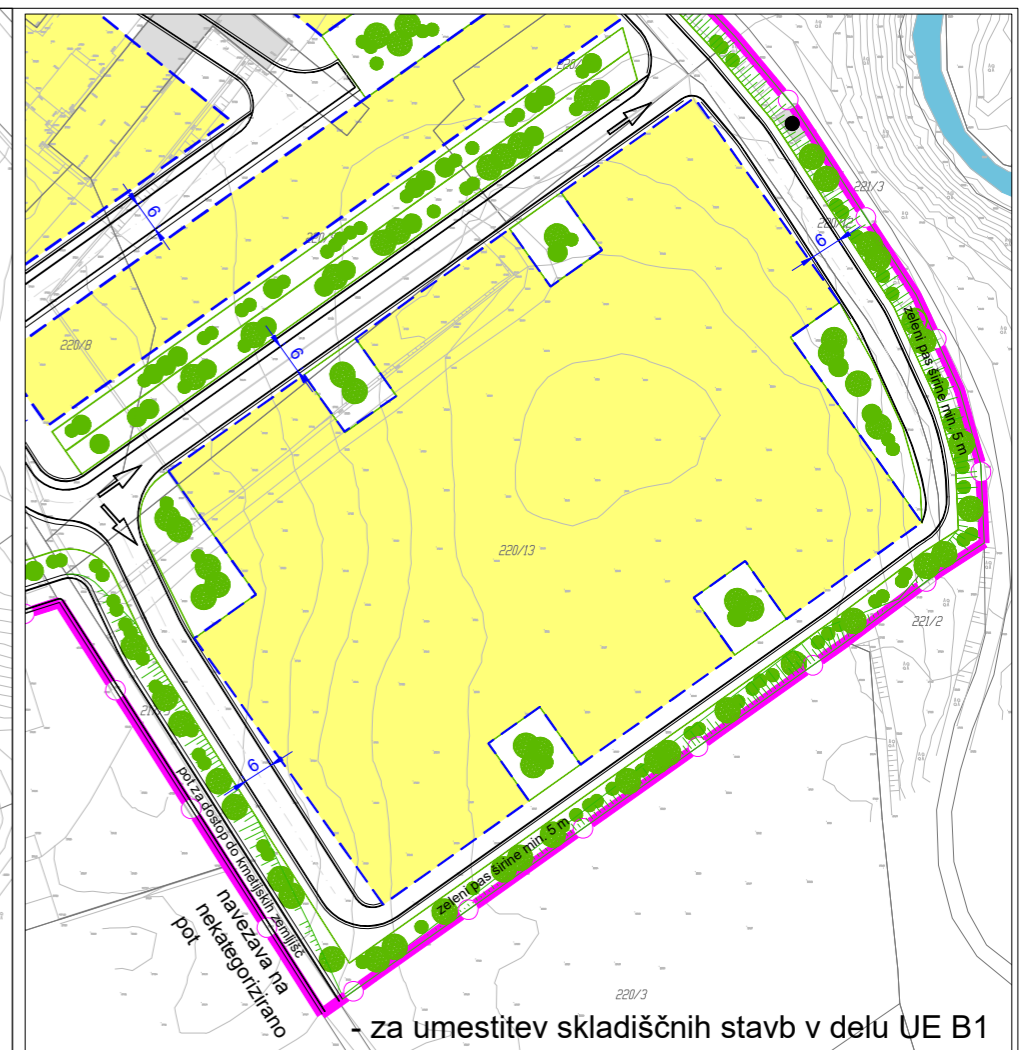 220/8
6
6
6
6
221/3
220/12
zeleni pas širine min. 5 m
220/13
221/2
pot za dostop do kmetijskih zemljišč
navezava na
nekategorizirano
pot
zeleni pas širine min. 5 m
220/3
- za umestitev skladiščnih stavb v delu UE B1